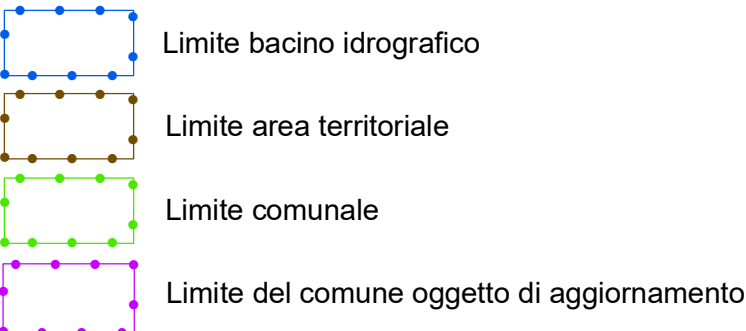 Limite bacino idrografico
Limite area territoriale
Limite comunale
Limite del comune oggetto di aggiornamento